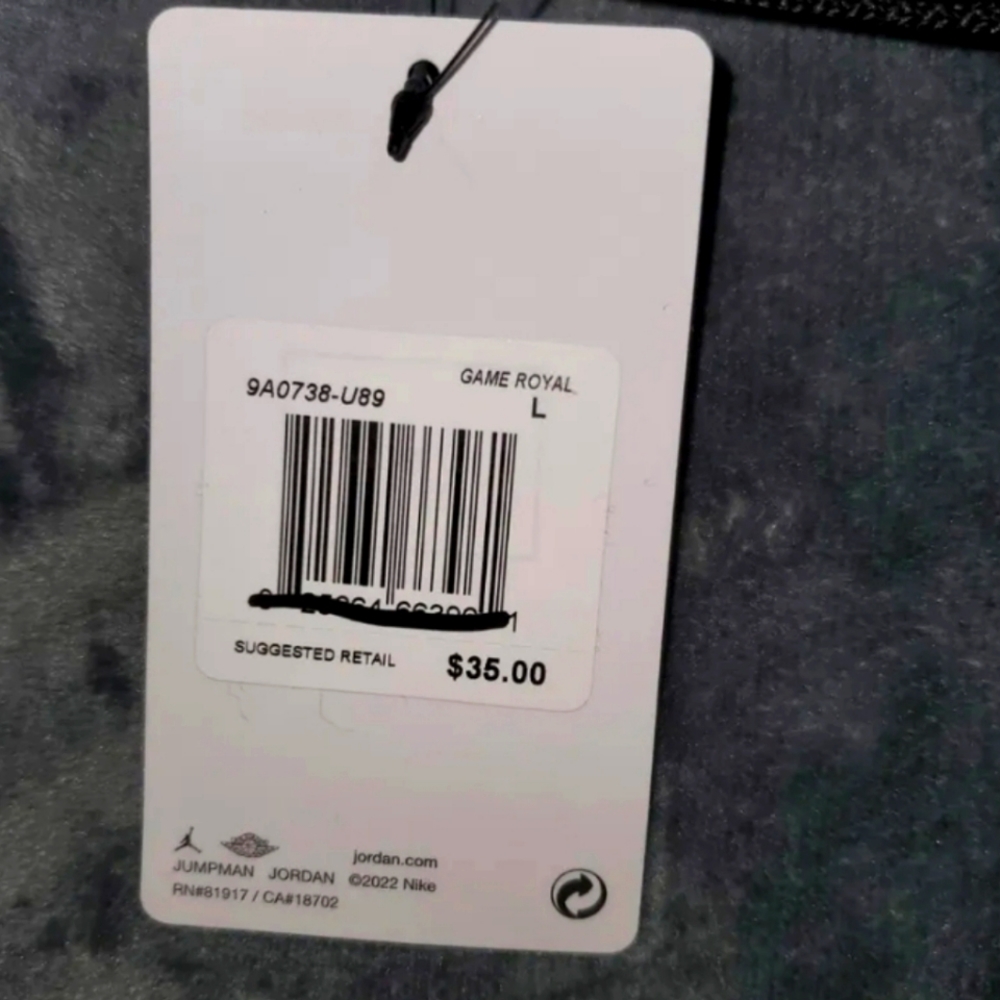 9A0738-U89
GAME ROYAL
L
SUGGESTED RETAIL $35.00
JUMPMAN JORDAN
jordan.com
©2022 Nike
RN#81917 / CA#18702